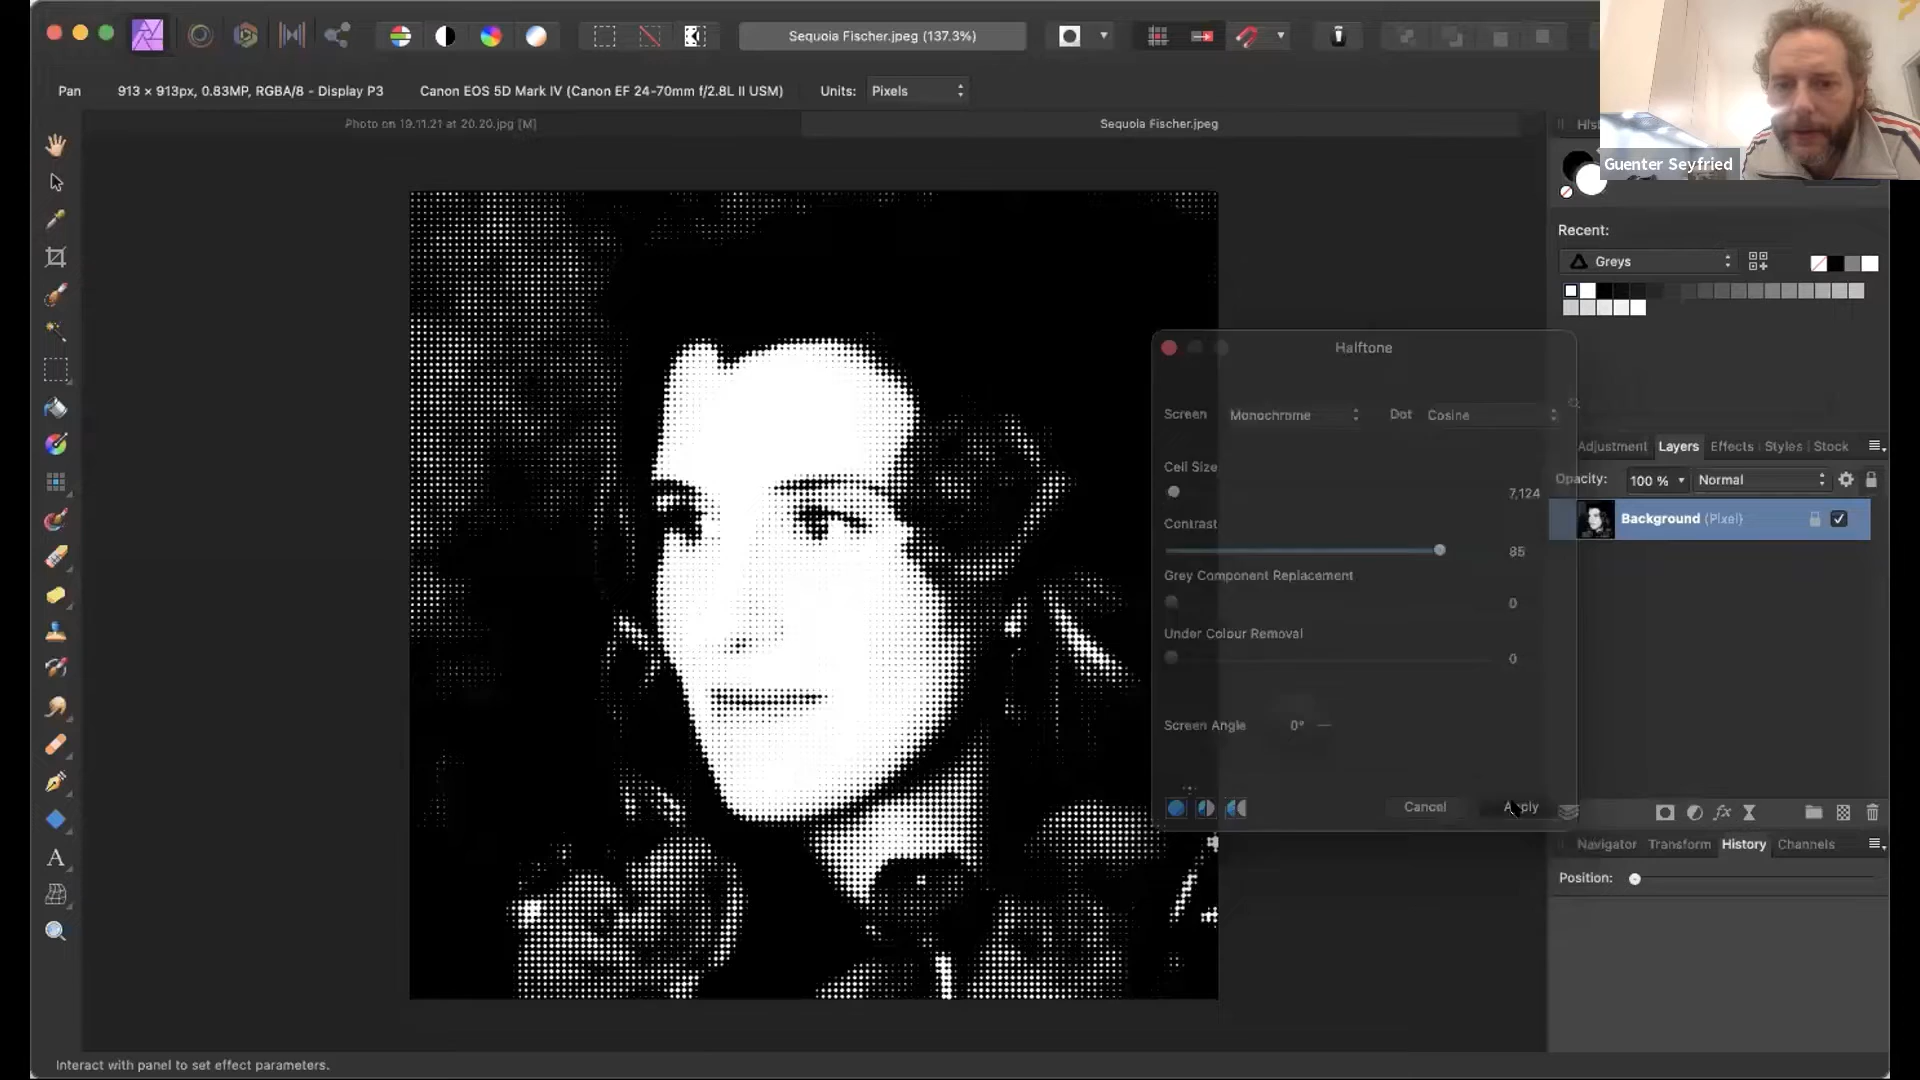 Sequoia Fischer.jpeg (137.3%)
Pan
913 × 913px, 0.83MP, RGBA/8 - Display P3
Canon EOS 5D Mark IV (Canon EF 24-70mm f/2.8L II USM)
Units:
Pixels
Photo on 19.11.21 at 20.20.jpg [M]
Sequoia Fischer.jpeg
Guenter Seyfried
Recent:
Greys
Halftone
Screen
Monochrome
Dot
Cosine
Cell Size
7,124
Contrast
85
Grey Component Replacement
0
Under Colour Removal
0
Screen Angle
0°
Cancel
Apply
Adjustment
Layers
Effects
Styles
Stock
Opacity:
100 %
Normal
Background (Pixel)
Navigator
Transform
History
Channels
Position:
Interact with panel to set effect parameters.